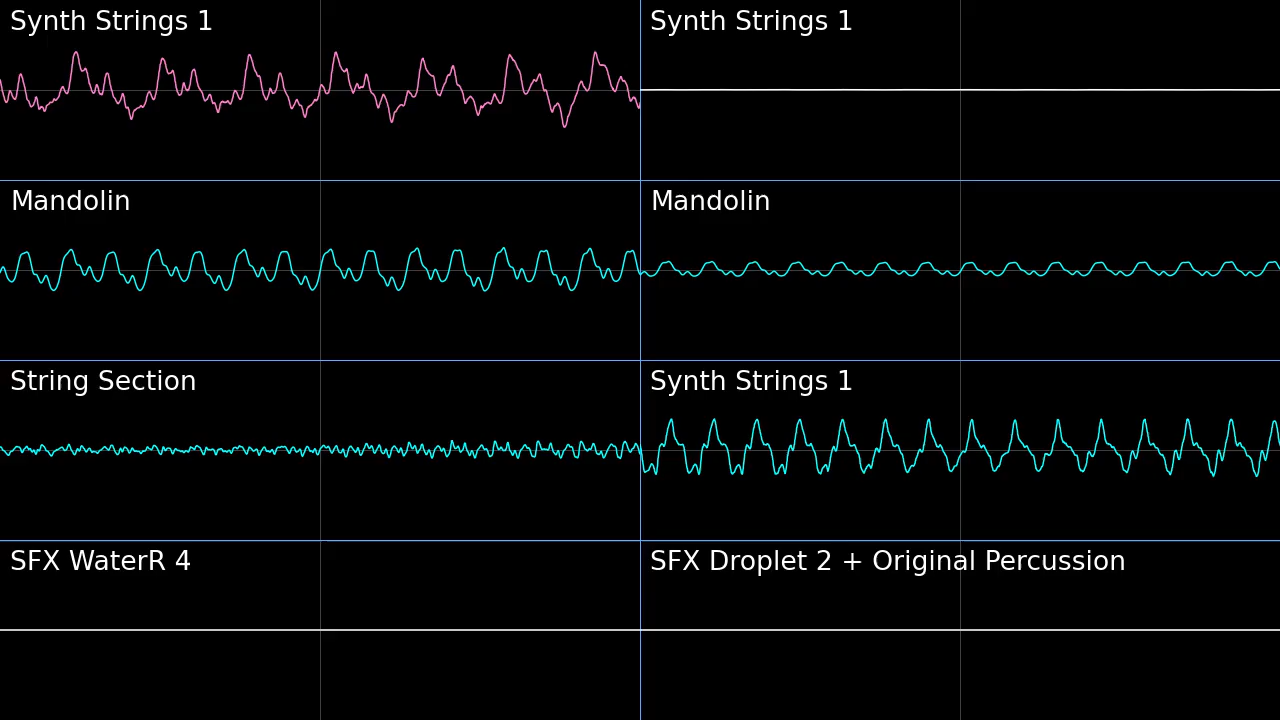 Synth Strings 1
Synth Strings 1
Mandolin
Mandolin
String Section
Synth Strings 1
SFX WaterR 4
SFX Droplet 2 + Original Percussion